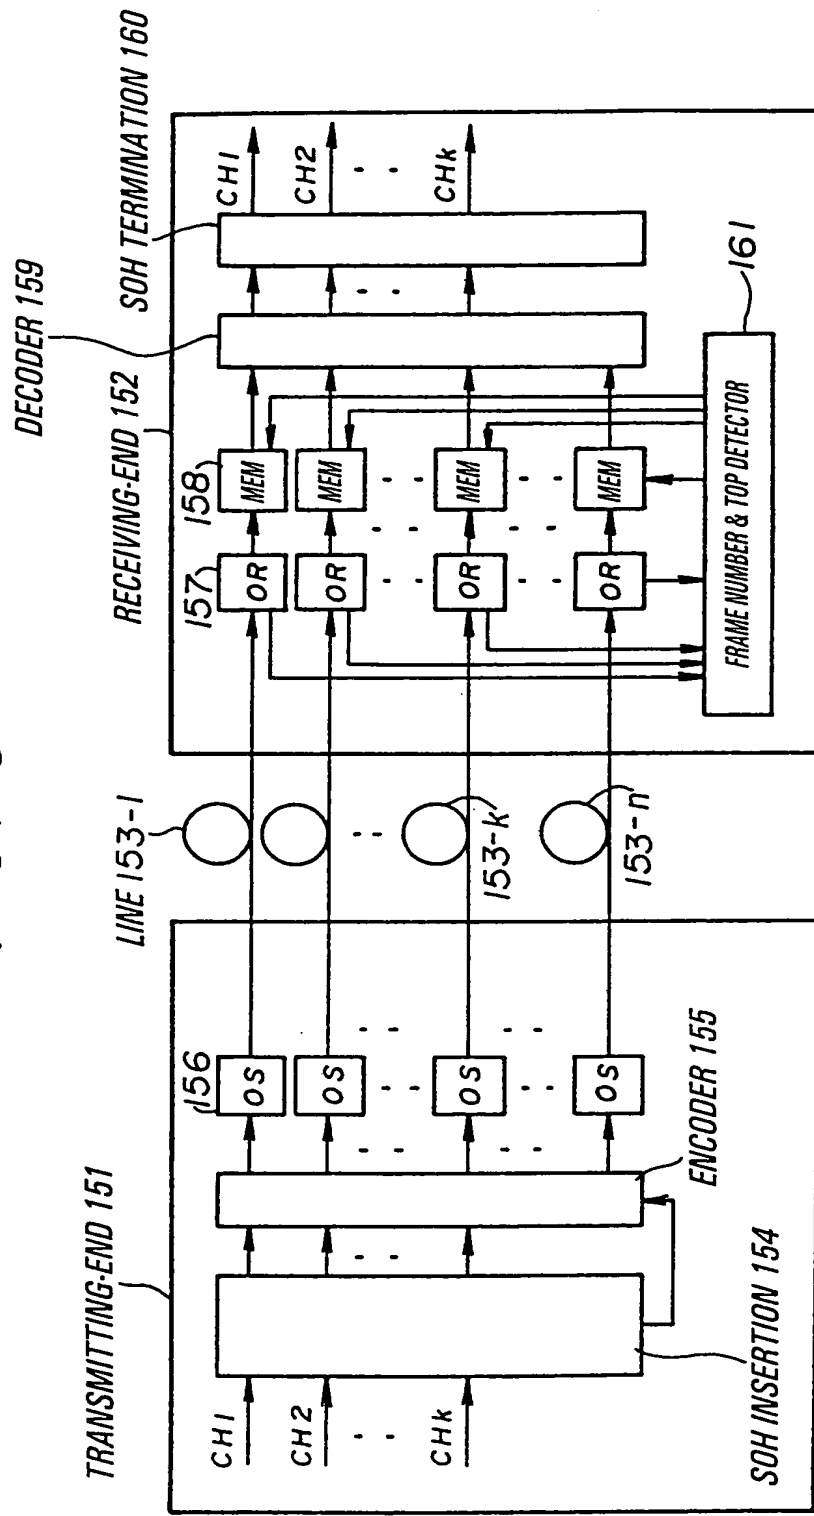 TRANSMITTING-END 151
CH1
CH2
CHk
SOH INSERTION 154
ENCODER 155
156
OS
OS
OS
OS
LINE 153-1
153-k
153-n
RECEIVING-END 152
157
OR
OR
OR
OR
158
MEM
MEM
MEM
MEM
DECODER 159
SOH TERMINATION 160
CH1
CH2
CHk
161
FRAME NUMBER & TOP DETECTOR